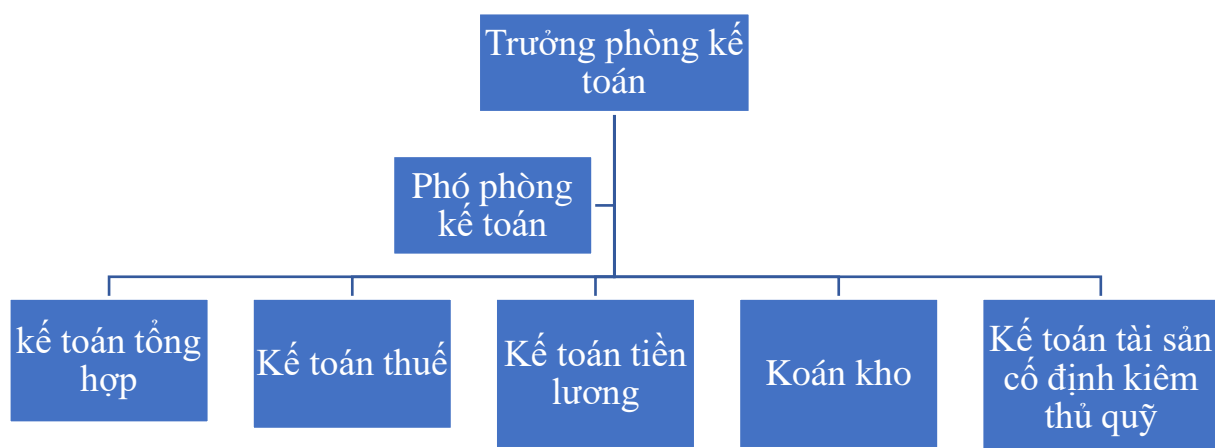 Trưởng phòng kế
toán
Phó phòng
kế toán
kế toán tổng
hợp
Kế toán thuế
Kế toán tiền
lương
Koán kho
Kế toán tài sản
cố định kiêm
thủ quỹ